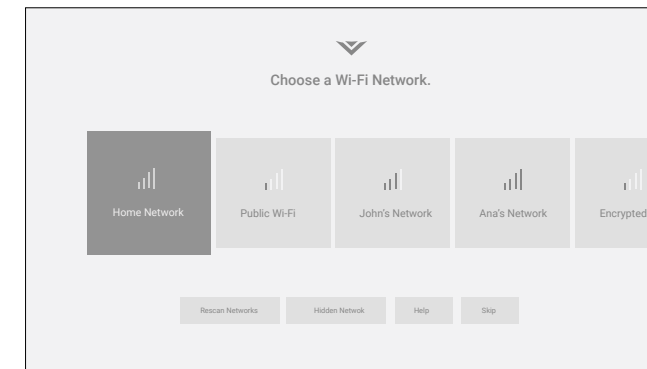 Choose a Wi-Fi Network.
Home Network
Public Wi-Fi
John's Network
Ana's Network
Encrypted
Rescan Networks
Hidden Netwok
Help
Skip